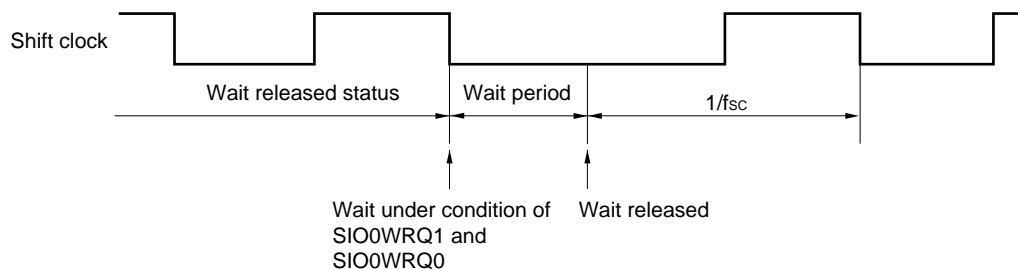 Shift clock
Wait released status
Wait period
1/fSC
Wait under condition of
SIO0WRQ1 and
SIO0WRQ0
Wait released